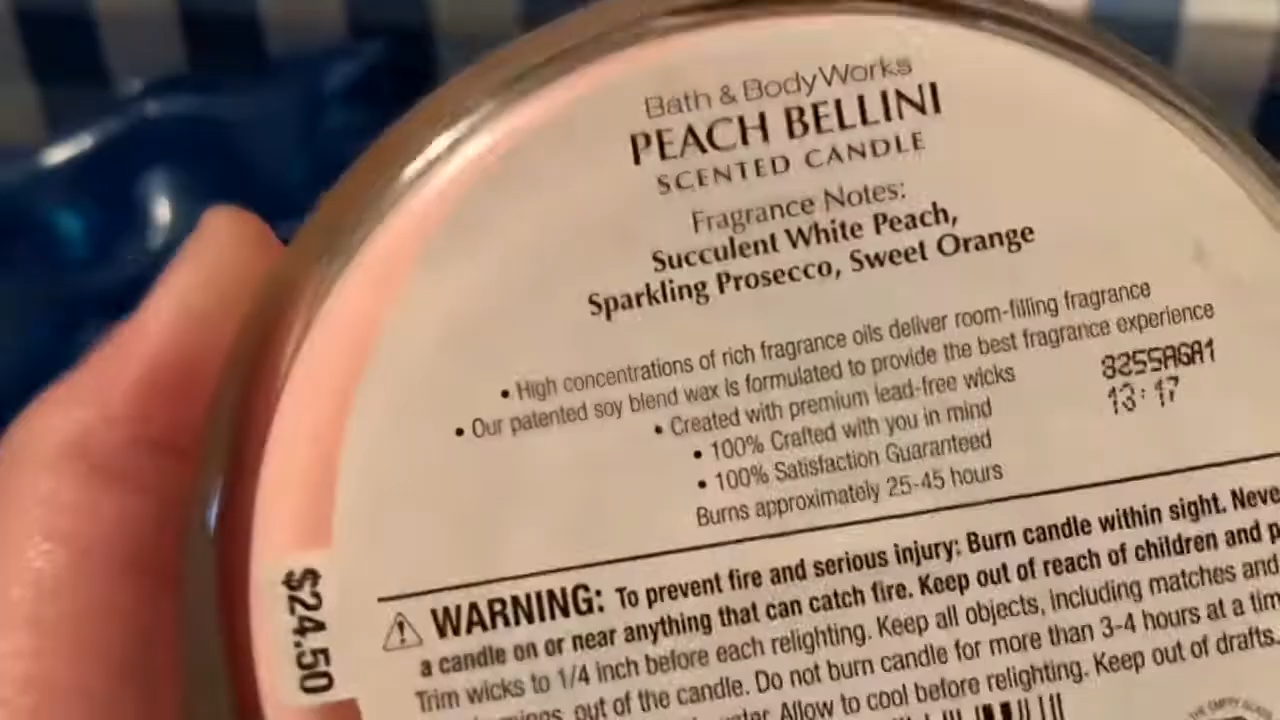 Bath & Body Works
PEACH BELLINI
SCENTED CANDLE
Fragrance Notes:
Succulent White Peach,
Sparkling Prosecco, Sweet Orange
• High concentrations of rich fragrance oils deliver room-filling fragrance
• Our patented soy blend wax is formulated to provide the best fragrance experience
• Created with premium lead-free wicks
• 100% Crafted with you in mind
• 100% Satisfaction Guaranteed
Burns approximately 25-45 hours
8255AGA1
13:17
$24.50
WARNING: To prevent fire and serious injury: Burn candle within sight. Neve
a candle on or near anything that can catch fire. Keep out of reach of children and p
Trim wicks to 1/4 inch before each relighting. Keep all objects, including matches and
out of the candle. Do not burn candle for more than 3-4 hours at a tim
Allow to cool before relighting. Keep out of drafts.